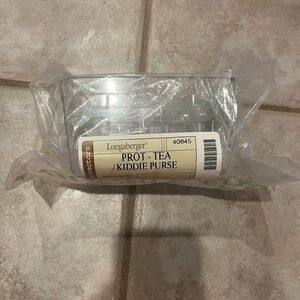 Longaberger®
40845
PROT - TEA
/KIDDIE PURSE